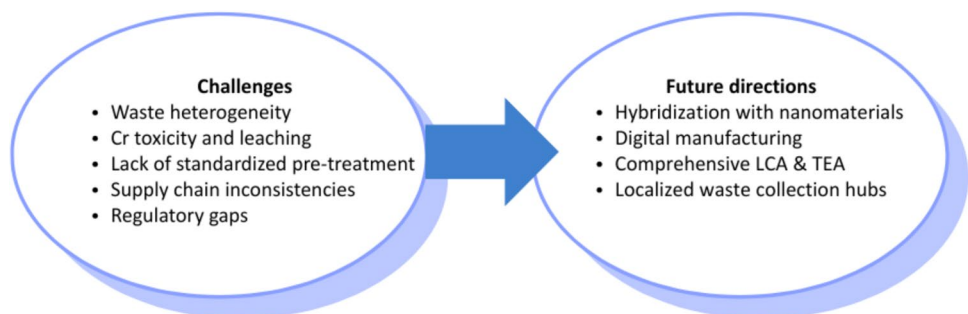 Challenges
• Waste heterogeneity
• Cr toxicity and leaching
• Lack of standardized pre-treatment
• Supply chain inconsistencies
• Regulatory gaps
Future directions
• Hybridization with nanomaterials
• Digital manufacturing
• Comprehensive LCA & TEA
• Localized waste collection hubs